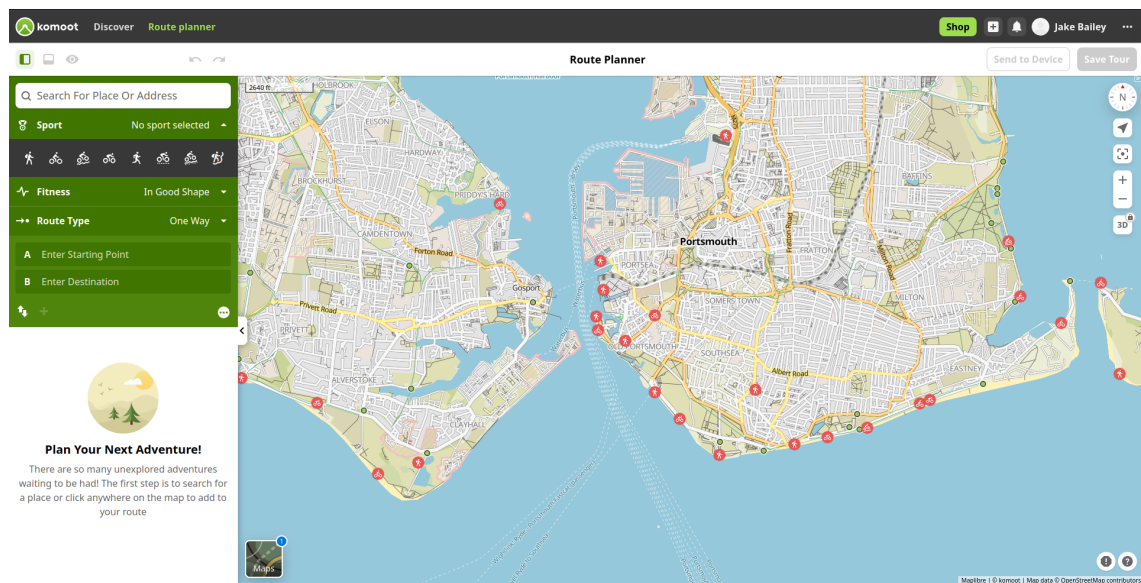 komoot
Discover
Route planner
Shop
Jake Bailey
Route Planner
Send to Device
Save Tour
Search For Place Or Address
Sport
No sport selected
Fitness
In Good Shape
Route Type
One Way
A
Enter Starting Point
B
Enter Destination
Plan Your Next Adventure!
There are so many unexplored adventures
waiting to be had! The first step is to search for
a place or click anywhere on the map to add to
your route
2640 ft
HOLBROOK
ELSON
HARDWAY
BROCKHURST
PRIDDY'S HARD
CAMDENTOWN
Forton Road
Gosport
Privett Road
PRIVETT
ALVERSTOKE
CLAYHALL
Portsmouth
PORTSEA
FRATTON
Fratton Road
BAFFINS
MILTON
SOMERS TOWN
OLD PORTSMOUTH
SOUTHSEA
Albert Road
EASTNEY
N
3D
Maps
1
Maplibre | © komoot | Map data © OpenStreetMap contributors